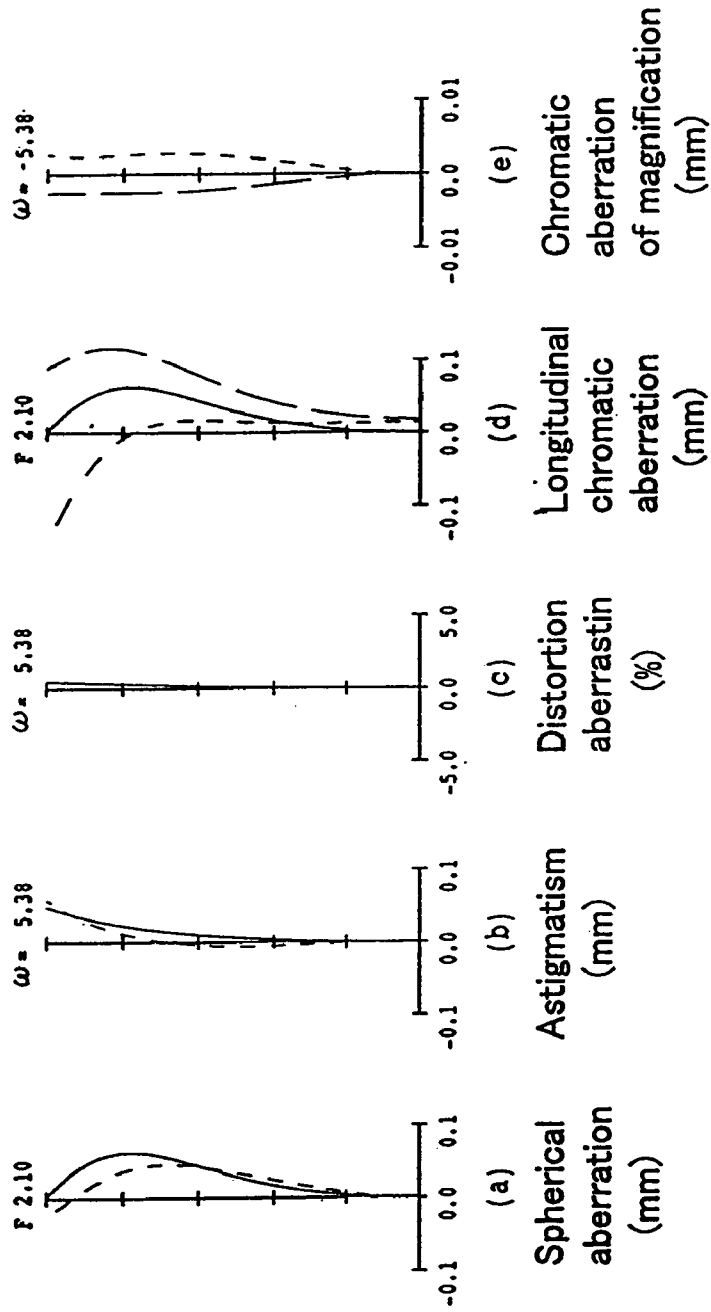 F 2.10
-0.1 0.0 0.1
(a)
Spherical
aberration
(mm)
ω= 5.38
-0.1 0.0 0.1
(b)
Astigmatism
(mm)
ω= 5.38
-5.0 0.0 5.0
(c)
Distortion
aberrastin
(%)
F 2.10
-0.1 0.0 0.1
(d)
Longitudinal
chromatic
aberration
(mm)
ω= -5.38
-0.01 0.0 0.01
(e)
Chromatic
aberration
of magnification
(mm)